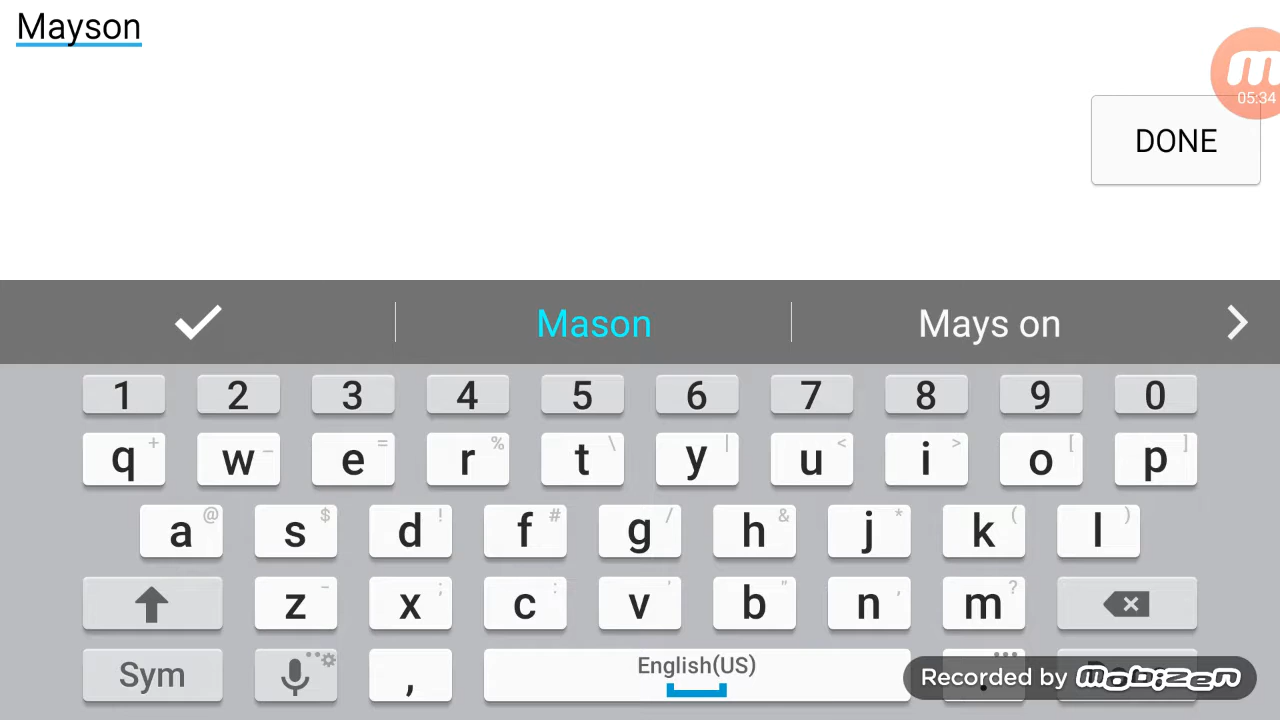 Mayson
05:34
DONE
Mason Mays on
1 2 3 4 5 6 7 8 9 0
q + w - e = r % t \ y | u < i > o [ p ]
a @ s $ d ! f # g / h & j * k ( l )
z - x ; c : v ' b " n , m ?
Sym , English(US) .
Recorded by mobizen